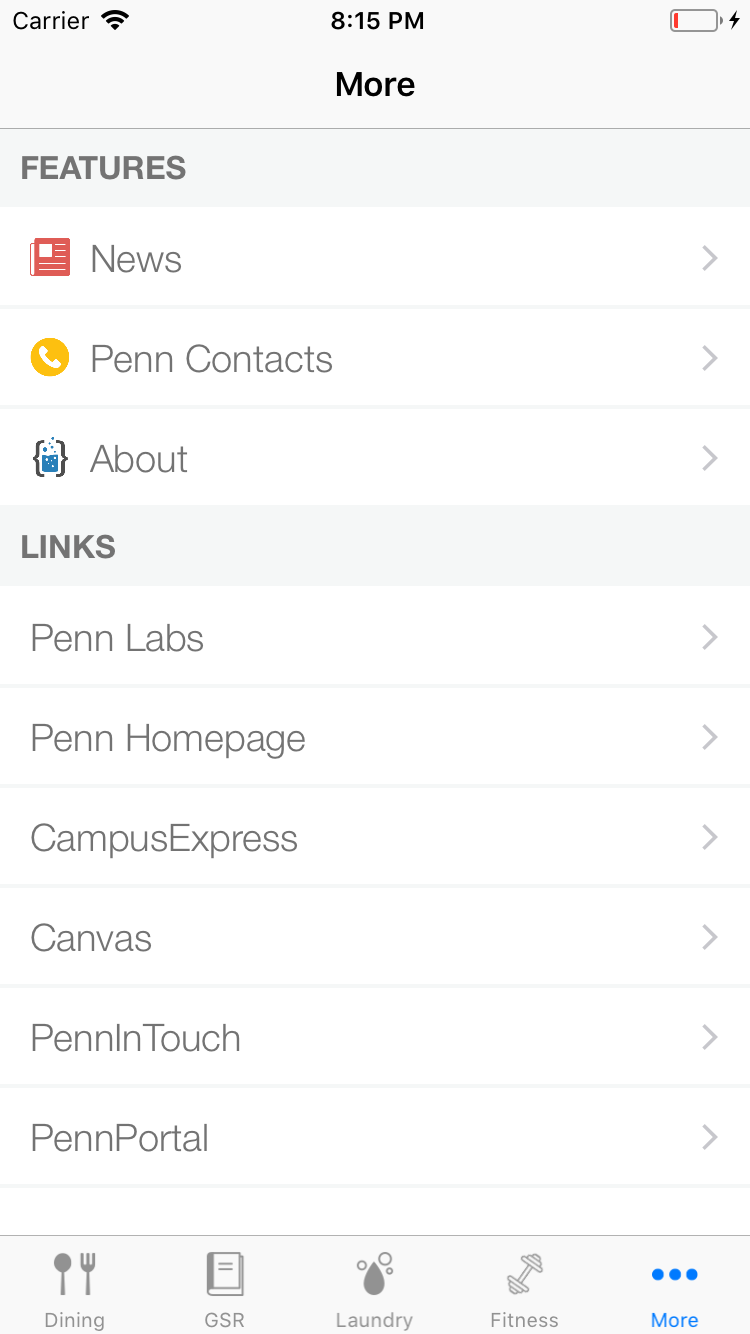 Carrier 8:15 PM
More
FEATURES
News
Penn Contacts
About
LINKS
Penn Labs
Penn Homepage
CampusExpress
Canvas
PennInTouch
PennPortal
Dining GSR Laundry Fitness More